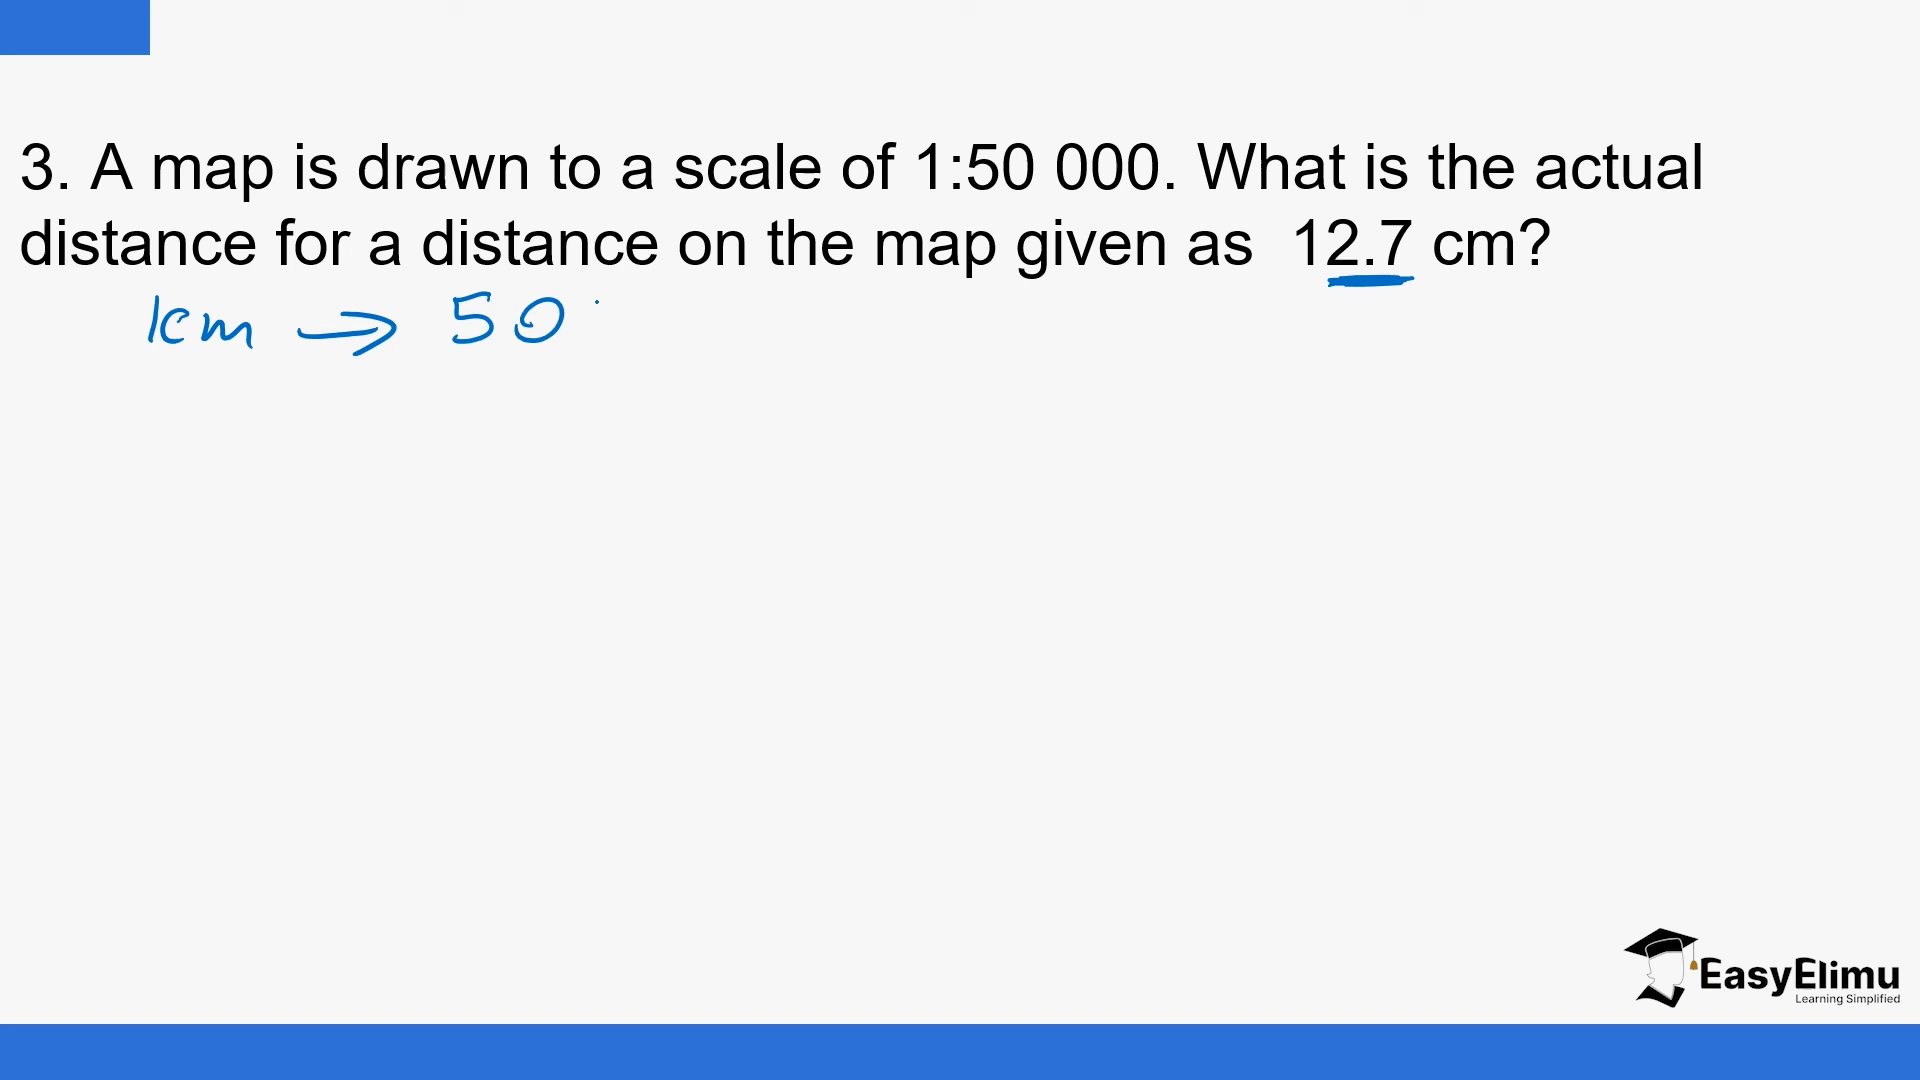 3. A map is drawn to a scale of 1:50 000. What is the actual
distance for a distance on the map given as 12.7 cm?
1cm → 50
EasyElimu
Learning Simplified